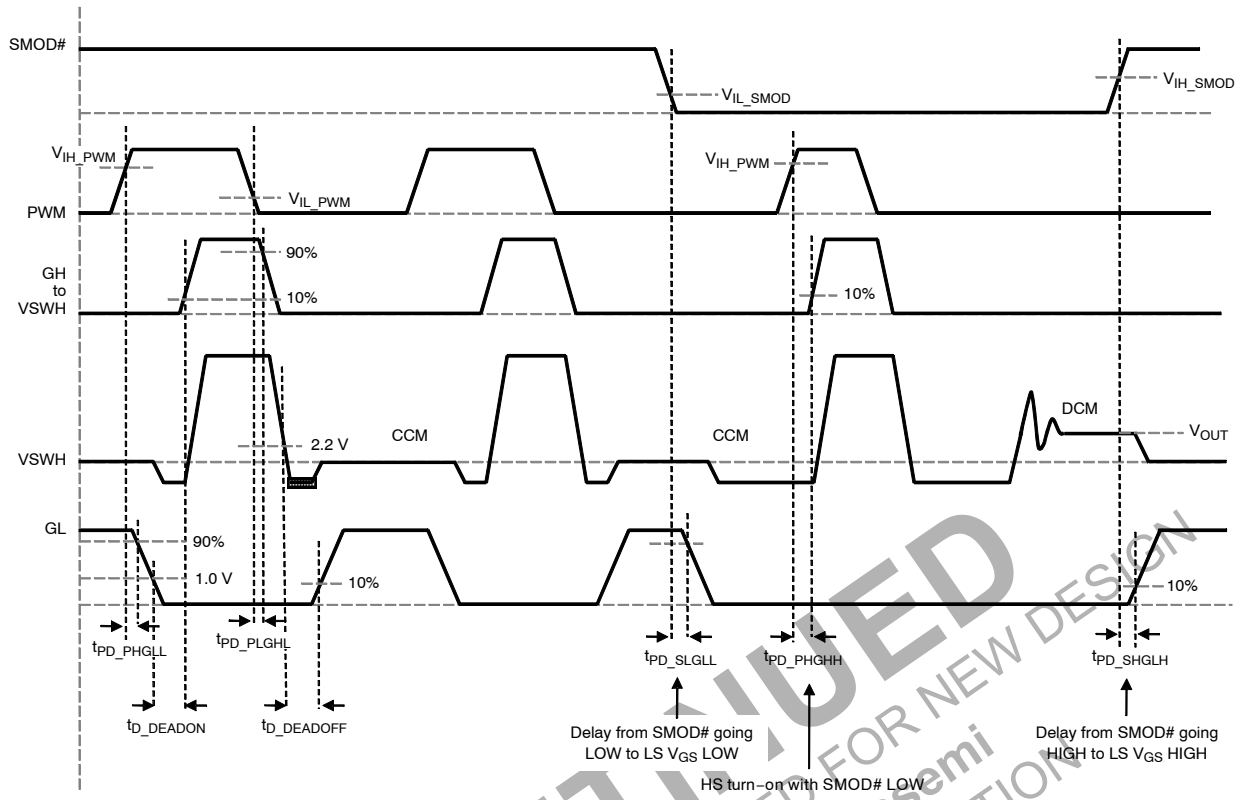 SMOD#
V_IL_SMOD
V_IH_SMOD
V_IH_PWM
V_IL_PWM
V_IH_PWM
PWM
90%
GH
to
VSWH
10%
10%
2.2 V
CCM
CCM
DCM
V_OUT
VSWH
GL
90%
1.0 V
10%
10%
t_PD_PHGLL
t_PD_PLGHL
t_PD_SLGLL
t_PD_PHGHH
t_PD_SHGLH
t_D_DEADON
t_D_DEADOFF
Delay from SMOD# going
LOW to LS V_GS LOW
HS turn−on with SMOD# LOW
Delay from SMOD# going
HIGH to LS V_GS HIGH
FOR NEW DESIGN